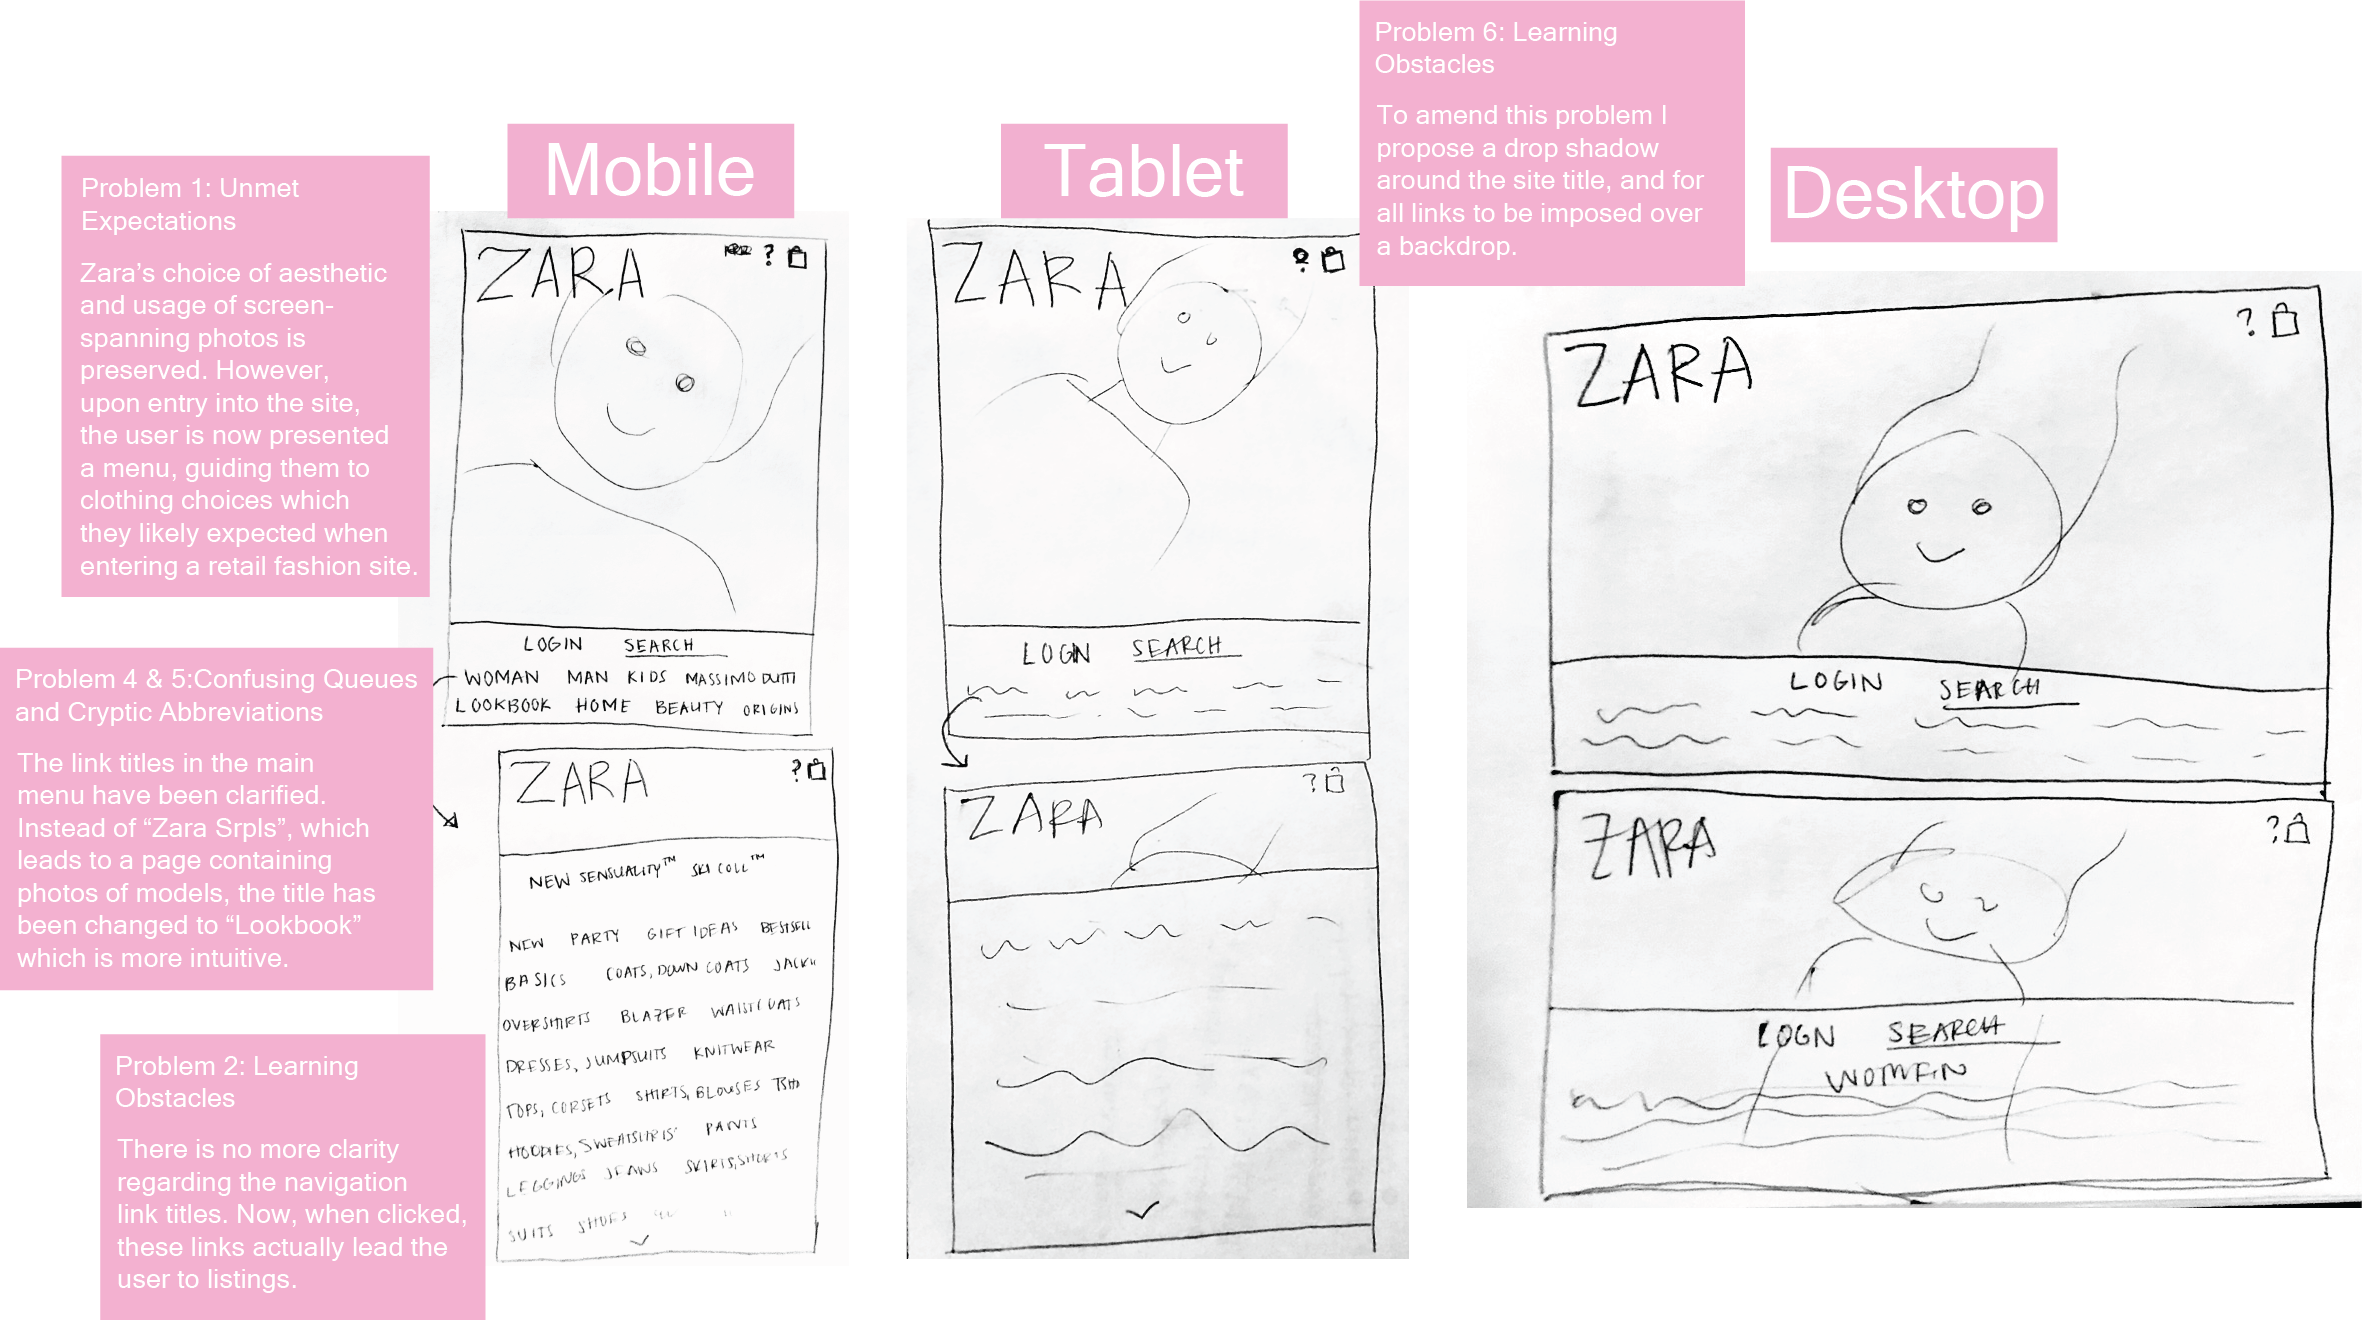 Problem 1: Unmet
Expectations
Zara’s choice of aesthetic
and usage of screen-
spanning photos is
preserved. However,
upon entry into the site,
the user is now presented
a menu, guiding them to
clothing choices which
they likely expected when
entering a retail fashion site.
Problem 4 & 5:Confusing Queues
and Cryptic Abbreviations
The link titles in the main
menu have been clarified.
Instead of “Zara Srpls”, which
leads to a page containing
photos of models, the title has
been changed to “Lookbook”
which is more intuitive.
Problem 2: Learning
Obstacles
There is no more clarity
regarding the navigation
link titles. Now, when clicked,
these links actually lead the
user to listings.
Mobile
ZARA ?
LOGIN SEARCH
WOMAN MAN KIDS MASSIMO DUTTI
LOOKBOOK HOME BEAUTY ORIGINS
ZARA ?
NEW SENSUALITY™ SKI COLL™
NEW PARTY GIFT IDEAS BESTSELL
BASICS COATS, DOWN COATS
OVERSHIRTS BLAZER WAISTCOATS
DRESSES, JUMPSUITS KNITWEAR
TOPS, CORSETS SHIRTS, BLOUSES
HOODIES, SWEATSHIRTS PANTS
LEGGINGS JEANS SKIRTS, SHORTS
SUITS SHOES
Tablet
ZARA ?
LOGN SEARCH
ZARA ?
Problem 6: Learning
Obstacles
To amend this problem I
propose a drop shadow
around the site title, and for
all links to be imposed over
a backdrop.
Desktop
ZARA ?
LOGIN SEARCH
ZARA ?
LOGN SEARCH
WOMEN